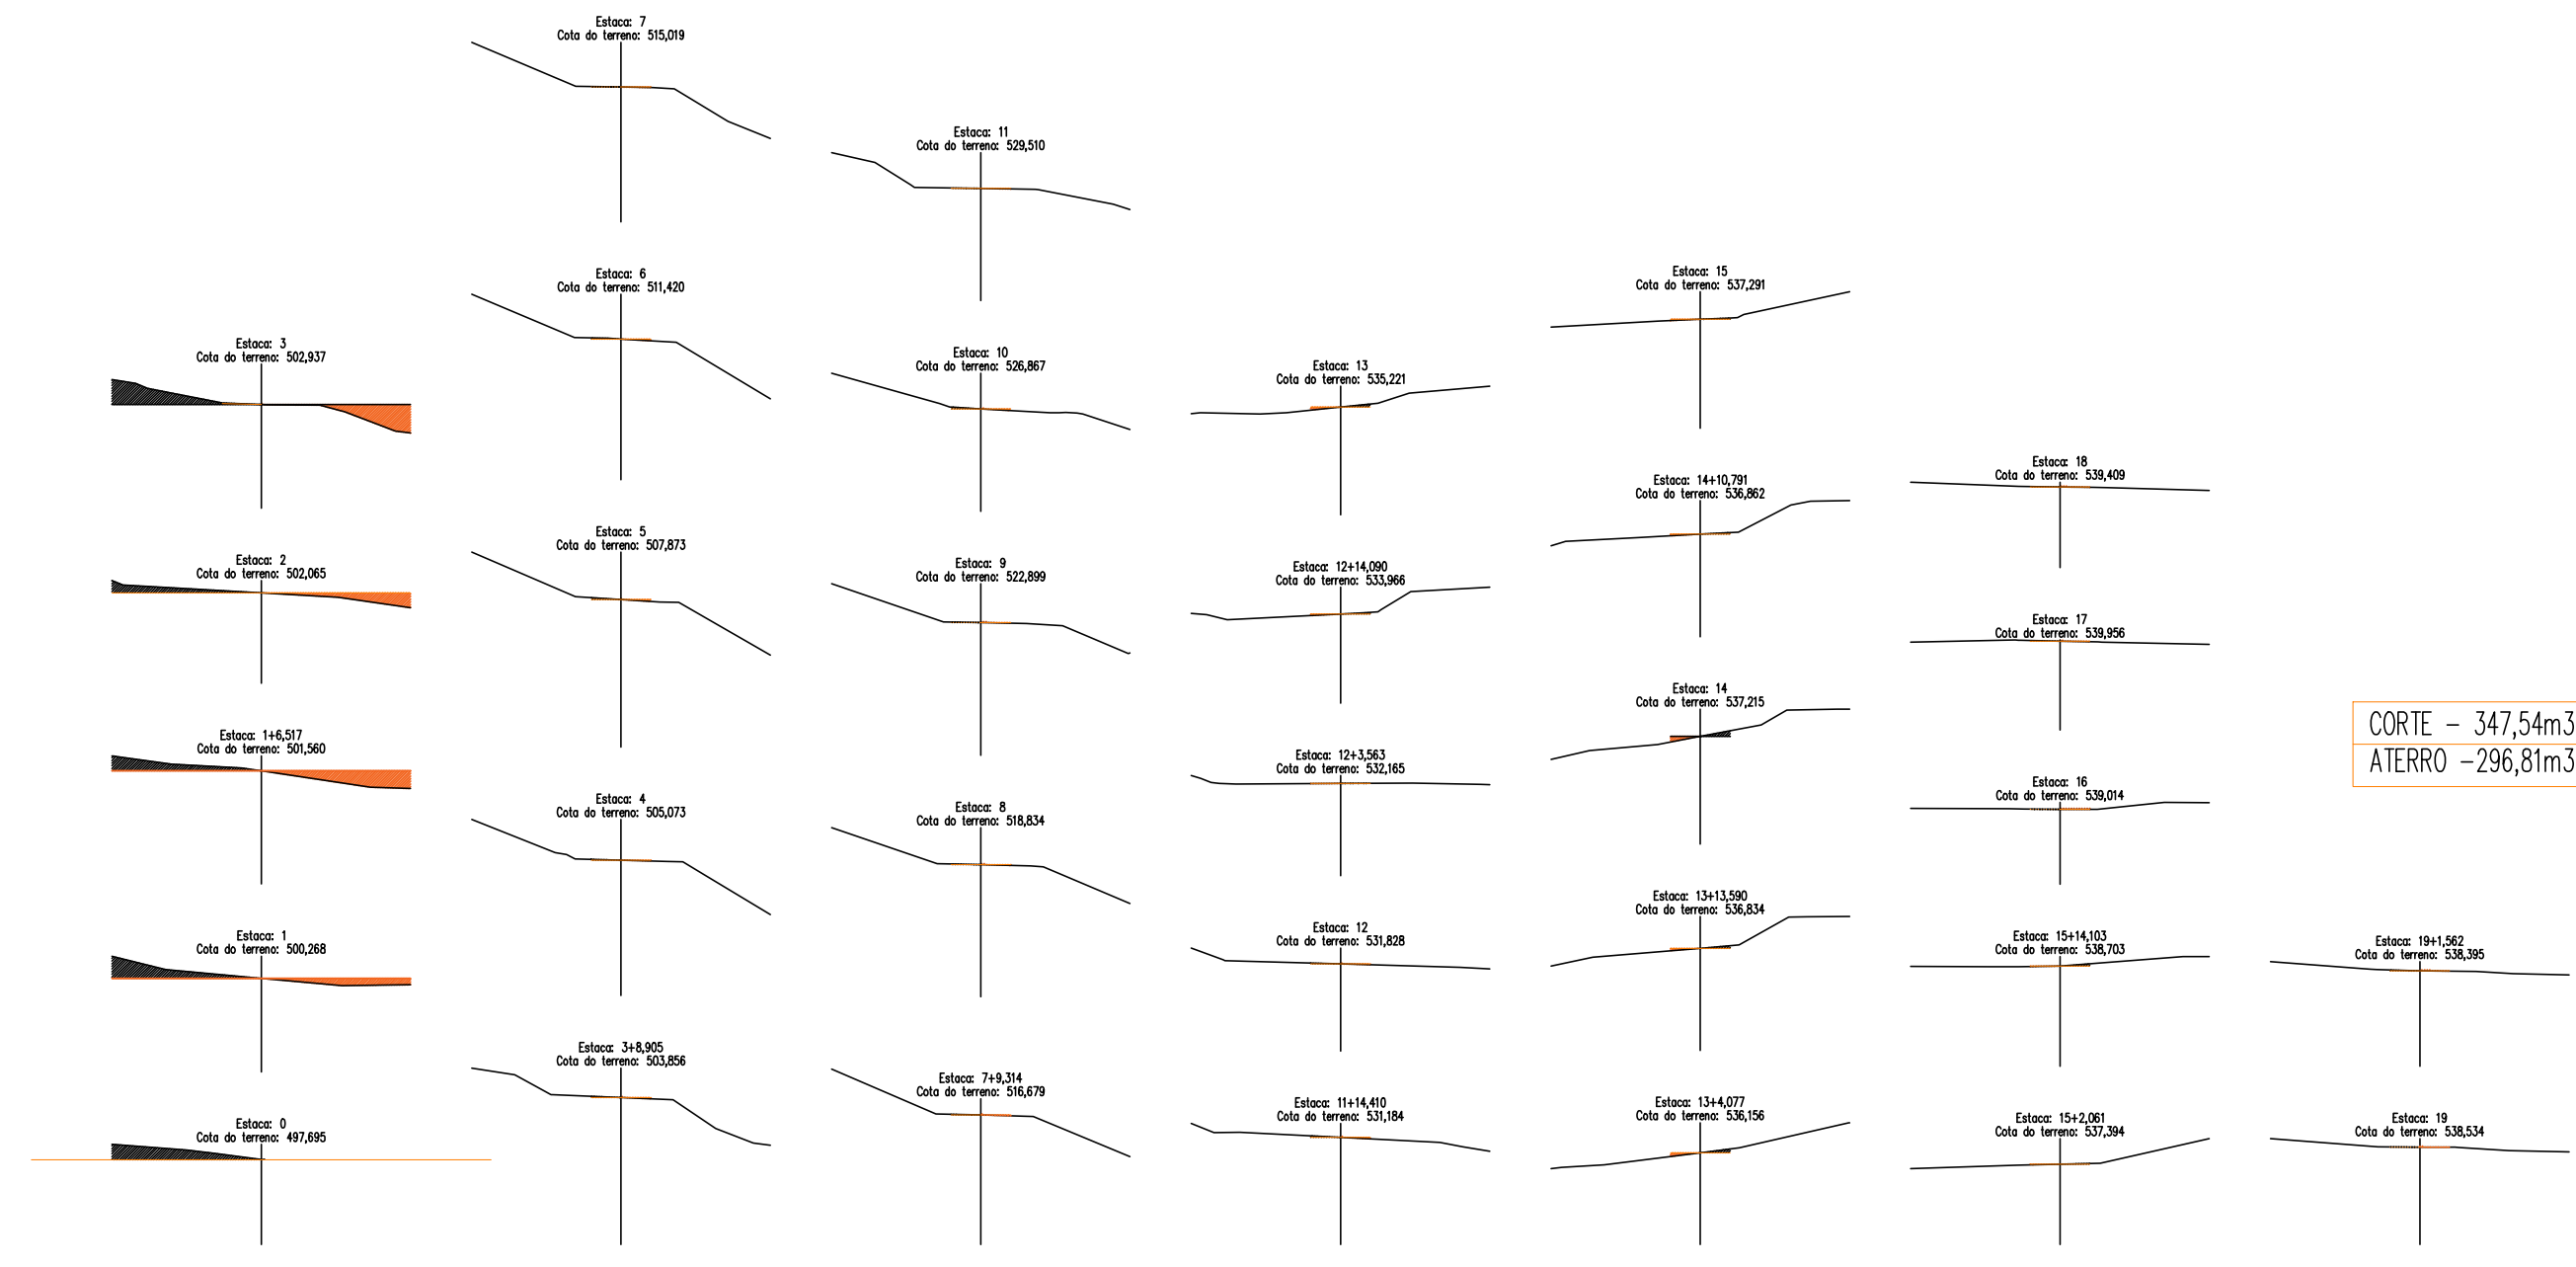 Estaca: 3
Cota do terreno: 502,937
Estaca: 2
Cota do terreno: 502,065
Estaca: 1+6,517
Cota do terreno: 501,560
Estaca: 1
Cota do terreno: 500,268
Estaca: 0
Cota do terreno: 497,695
Estaca: 7
Cota do terreno: 515,019
Estaca: 6
Cota do terreno: 511,420
Estaca: 5
Cota do terreno: 507,873
Estaca: 4
Cota do terreno: 505,073
Estaca: 3+8,905
Cota do terreno: 503,856
Estaca: 11
Cota do terreno: 529,510
Estaca: 10
Cota do terreno: 526,867
Estaca: 9
Cota do terreno: 522,899
Estaca: 8
Cota do terreno: 518,834
Estaca: 7+9,314
Cota do terreno: 516,679
Estaca: 13
Cota do terreno: 535,221
Estaca: 12+14,090
Cota do terreno: 533,966
Estaca: 12+3,563
Cota do terreno: 532,165
Estaca: 12
Cota do terreno: 531,828
Estaca: 11+14,410
Cota do terreno: 531,184
Estaca: 15
Cota do terreno: 537,291
Estaca: 14+10,791
Cota do terreno: 536,862
Estaca: 14
Cota do terreno: 537,215
Estaca: 13+13,590
Cota do terreno: 536,834
Estaca: 13+4,077
Cota do terreno: 536,156
Estaca: 18
Cota do terreno: 539,409
Estaca: 17
Cota do terreno: 539,956
Estaca: 16
Cota do terreno: 539,014
Estaca: 15+14,103
Cota do terreno: 538,703
Estaca: 15+2,061
Cota do terreno: 537,394
Estaca: 19+1,562
Cota do terreno: 538,395
Estaca: 19
Cota do terreno: 538,534
CORTE - 347,54m3
ATERRO -296,81m3